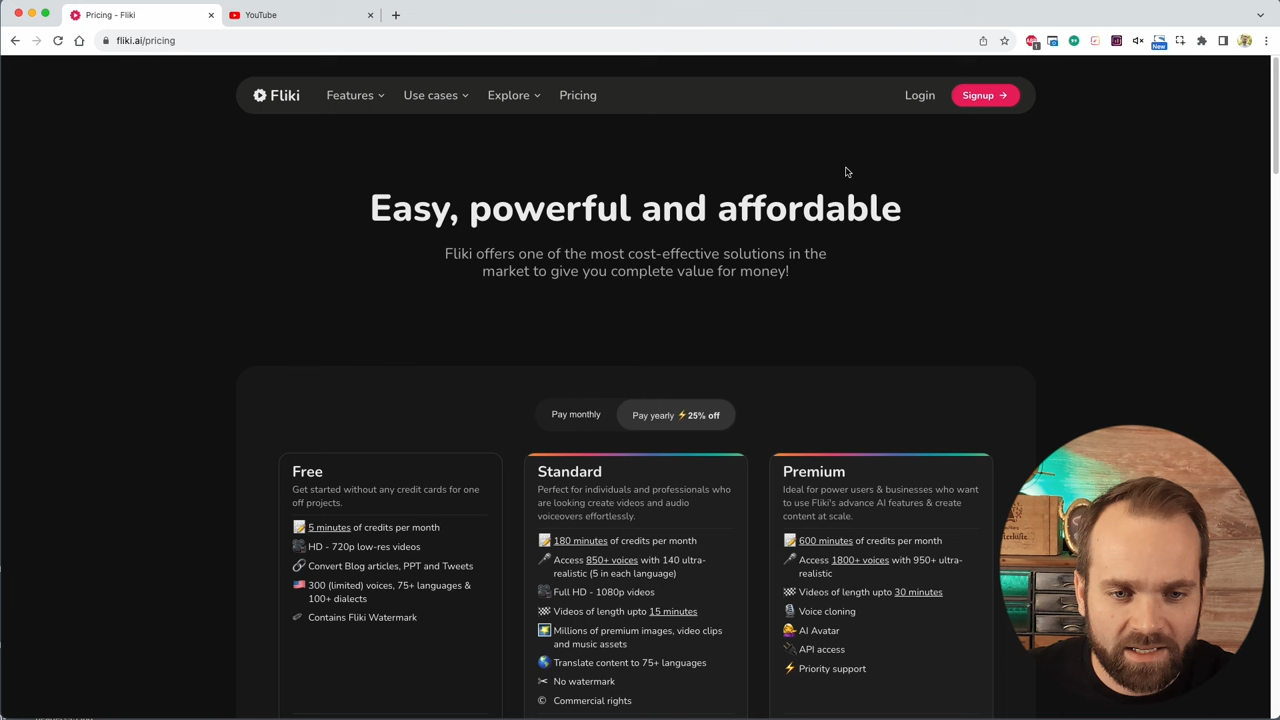 Pricing - Fliki
YouTube
fliki.ai/pricing
1
New
Fliki
Features
Use cases
Explore
Pricing
Login
Signup →
Easy, powerful and affordable
Fliki offers one of the most cost-effective solutions in the
market to give you complete value for money!
Pay monthly
Pay yearly ⚡25% off
Free
Get started without any credit cards for one
off projects.
5 minutes of credits per month
HD - 720p low-res videos
Convert Blog articles, PPT and Tweets
300 (limited) voices, 75+ languages &
100+ dialects
Contains Fliki Watermark
Standard
Perfect for individuals and professionals who
are looking create videos and audio
voiceovers effortlessly.
180 minutes of credits per month
Access 850+ voices with 140 ultra-
realistic (5 in each language)
Full HD - 1080p videos
Videos of length upto 15 minutes
Millions of premium images, video clips
and music assets
Translate content to 75+ languages
No watermark
© Commercial rights
Premium
Ideal for power users & businesses who want
to use Fliki's advance AI features & create
content at scale.
600 minutes of credits per month
Access 1800+ voices with 950+ ultra-
realistic
Videos of length upto 30 minutes
Voice cloning
AI Avatar
API access
Priority support